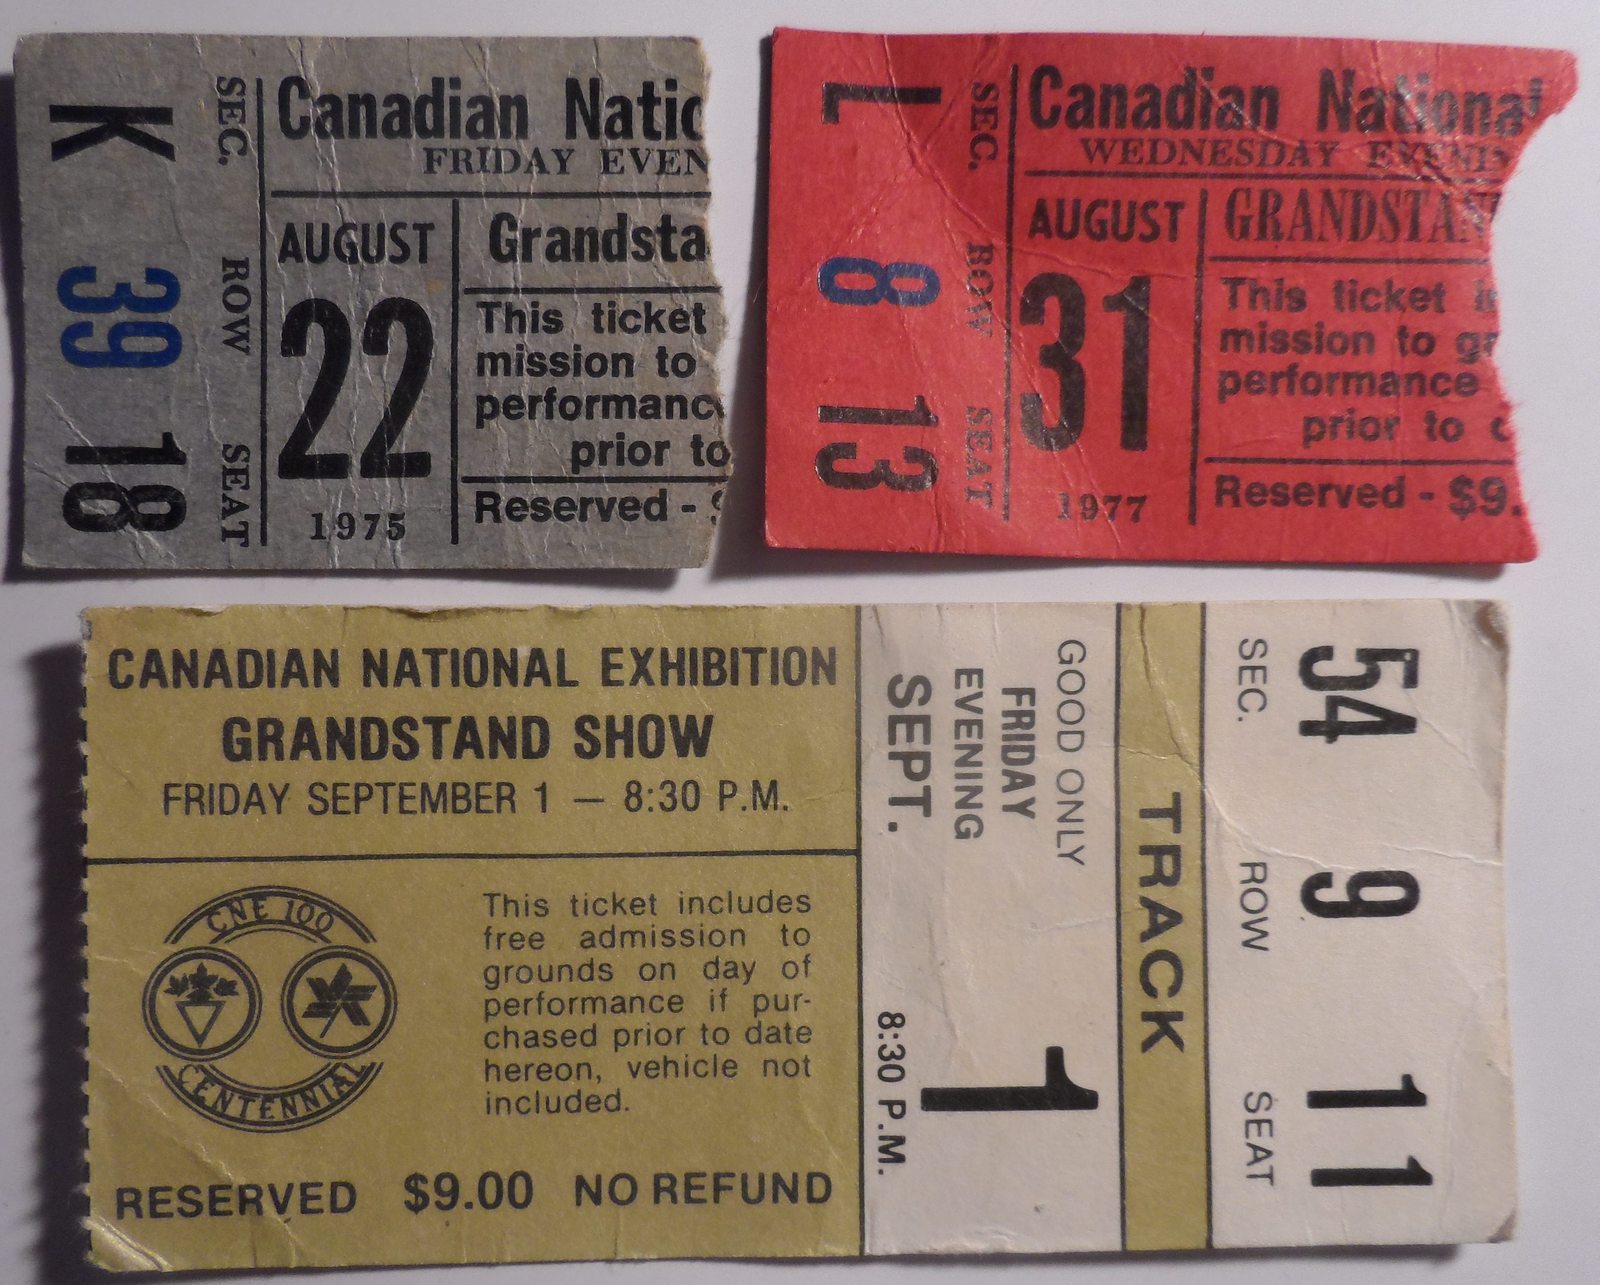 K 39 18
SEC. ROW SEAT
Canadian Natio
FRIDAY EVEN
AUGUST
22
1975
Grandsta
This ticket
mission to
performanc
prior to
Reserved - $
L 8 13
SEC. ROW SEAT
Canadian National
WEDNESDAY EVENIN
AUGUST
31
1977
GRANDSTAN
This ticket in
mission to gr
performance
prior to d
Reserved - $9.
CANADIAN NATIONAL EXHIBITION
GRANDSTAND SHOW
FRIDAY SEPTEMBER 1 — 8:30 P.M.
CNE 100
CENTENNIAL
This ticket includes
free admission to
grounds on day of
performance if pur-
chased prior to date
hereon, vehicle not
included.
RESERVED $9.00 NO REFUND
GOOD ONLY
FRIDAY
EVENING
SEPT. 1
8:30 P.M.
TRACK
54 9 11
SEC. ROW SEAT